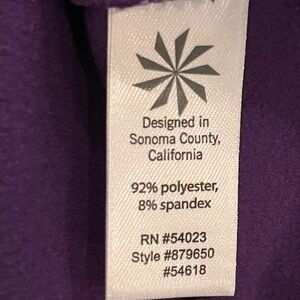 Designed in
Sonoma County,
California
92% polyester,
8% spandex
RN #54023
Style #879650
#54618